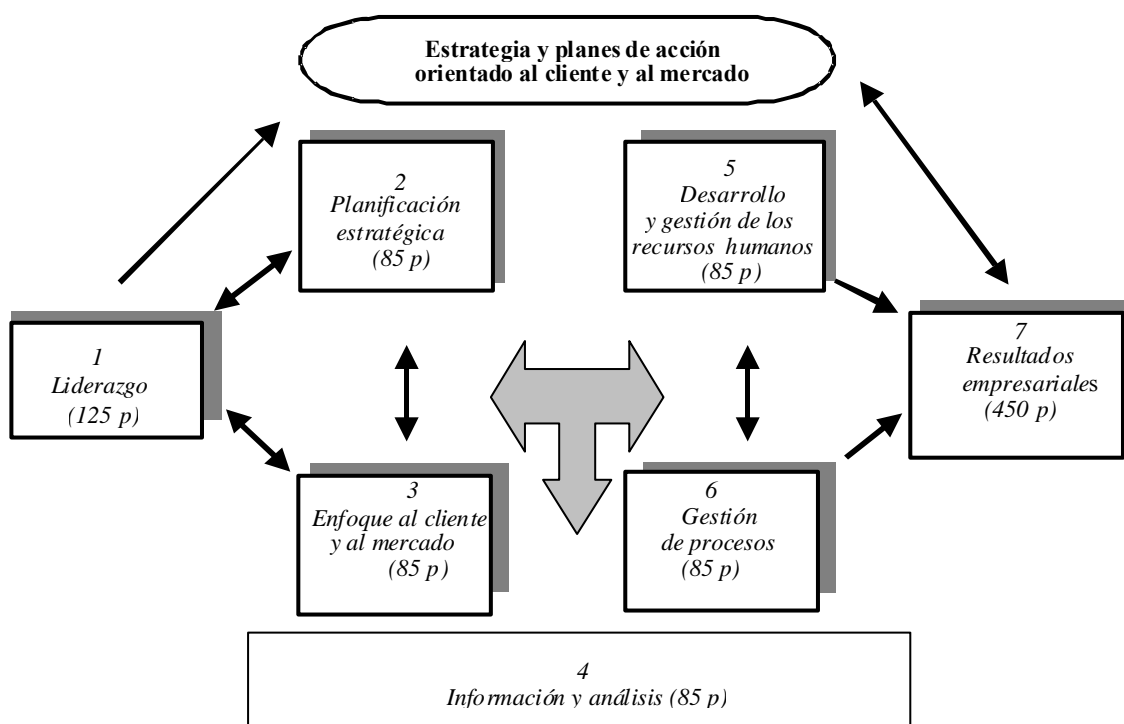 Estrategia y planes de acción
orientado al cliente y al mercado
1
Liderazgo
(125 p)
2
Planificación
estratégica
(85 p)
3
Enfoque al cliente
y al mercado
(85 p)
5
Desarrollo
y gestión de los
recursos humanos
(85 p)
6
Gestión
de procesos
(85 p)
7
Resultados
empresariales
(450 p)
4
Información y análisis (85 p)